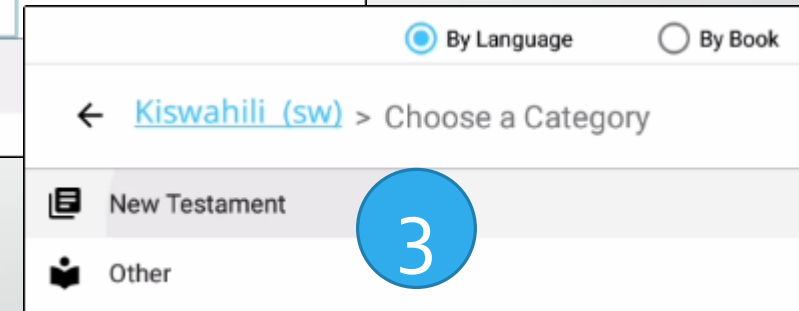 By Language By Book
Kiswahili (sw) > Choose a Category
New Testament
3
Other